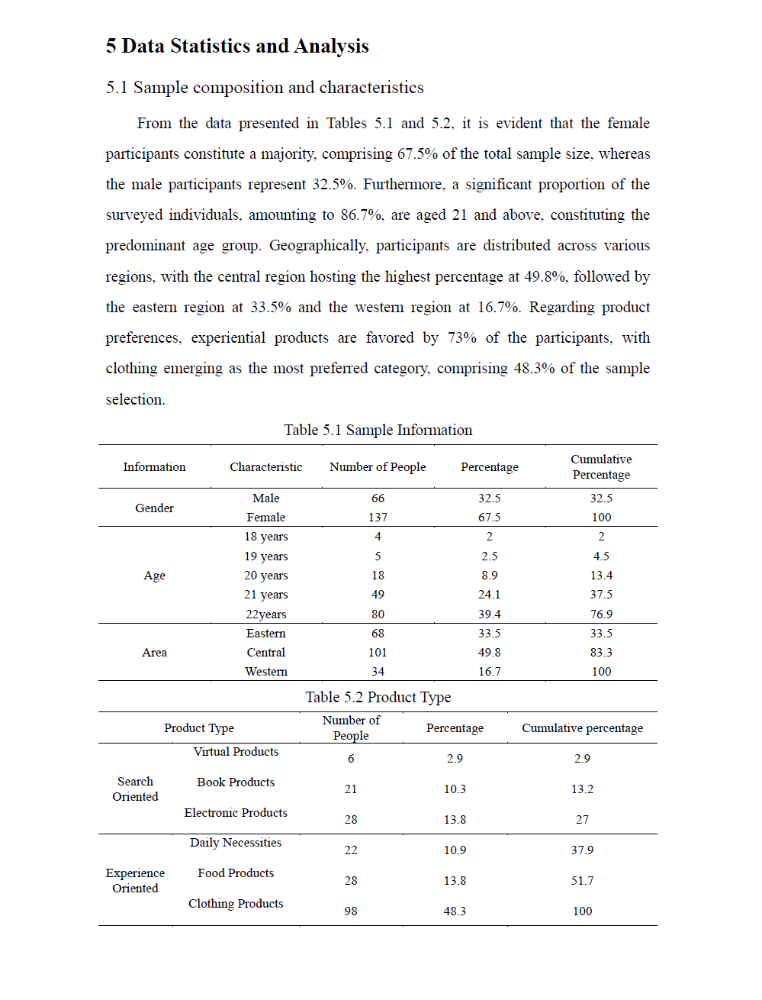 5 Data Statistics and Analysis
5.1 Sample composition and characteristics
From the data presented in Tables 5.1 and 5.2, it is evident that the female
participants constitute a majority, comprising 67.5% of the total sample size, whereas
the male participants represent 32.5%. Furthermore, a significant proportion of the
surveyed individuals, amounting to 86.7%, are aged 21 and above, constituting the
predominant age group. Geographically, participants are distributed across various
regions, with the central region hosting the highest percentage at 49.8%, followed by
the eastern region at 33.5% and the western region at 16.7%. Regarding product
preferences, experiential products are favored by 73% of the participants, with
clothing emerging as the most preferred category, comprising 48.3% of the sample
selection.
Table 5.1 Sample Information
Information Characteristic Number of People Percentage Cumulative Percentage
Gender Male 66 32.5 32.5
Female 137 67.5 100
Age 18 years 4 2 2
19 years 5 2.5 4.5
20 years 18 8.9 13.4
21 years 49 24.1 37.5
22years 80 39.4 76.9
Area Eastern 68 33.5 33.5
Central 101 49.8 83.3
Western 34 16.7 100
Table 5.2 Product Type
Product Type Number of People Percentage Cumulative percentage
Search Oriented Virtual Products 6 2.9 2.9
Book Products 21 10.3 13.2
Electronic Products 28 13.8 27
Experience Oriented Daily Necessities 22 10.9 37.9
Food Products 28 13.8 51.7
Clothing Products 98 48.3 100